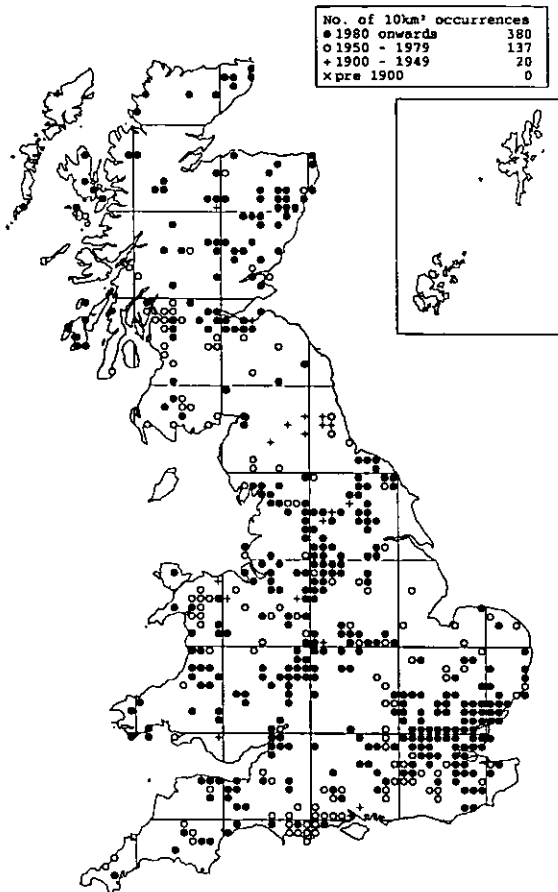 No. of 10km² occurrences
● 1980 onwards 380
○ 1950 - 1979 137
+ 1900 - 1949 20
x pre 1900 0